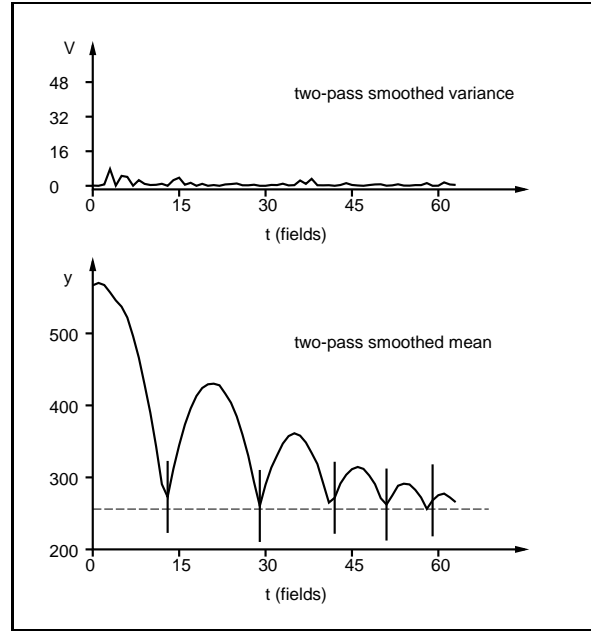 V
48
two-pass smoothed variance
32
16
0
0 15 30 45 60
t (fields)
y
500
two-pass smoothed mean
400
300
200
0 15 30 45 60
t (fields)